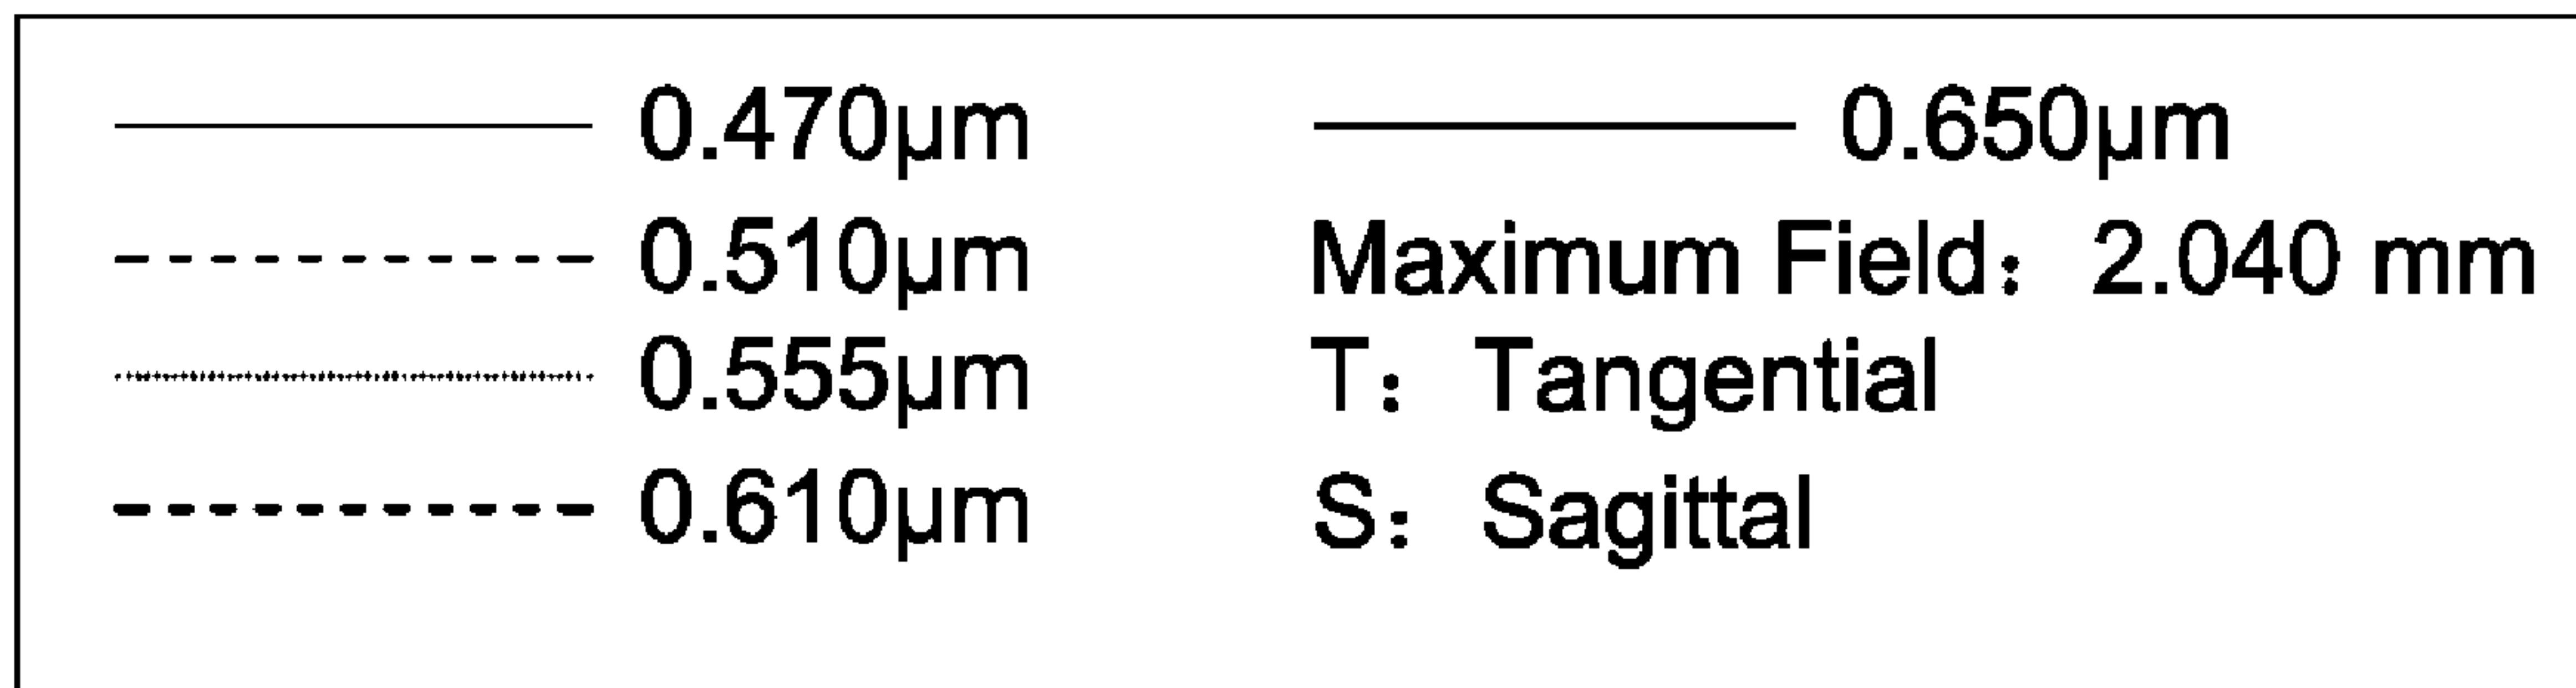 0.470µm
0.510µm
0.555µm
0.610µm
0.650µm
Maximum Field：2.040 mm
T：Tangential
S：Sagittal